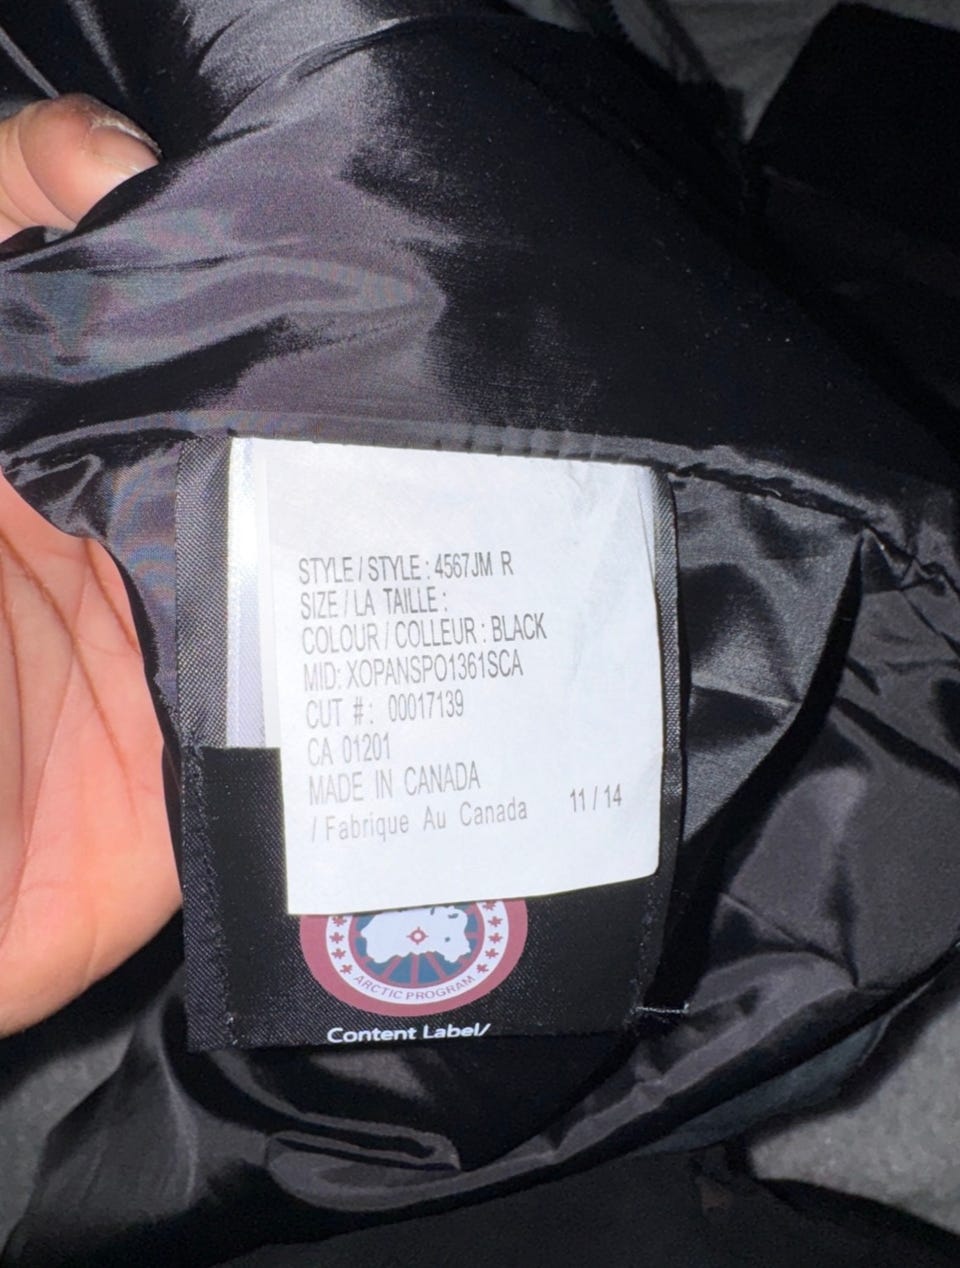 STYLE / STYLE : 4567JM R
SIZE / LA TAILLE :
COLOUR / COLLEUR : BLACK
MID: XOPANSPO1361SCA
CUT #: 00017139
CA 01201
MADE IN CANADA
/ Fabrique Au Canada 11 / 14
ARCTIC PROGRAM
Content Label/